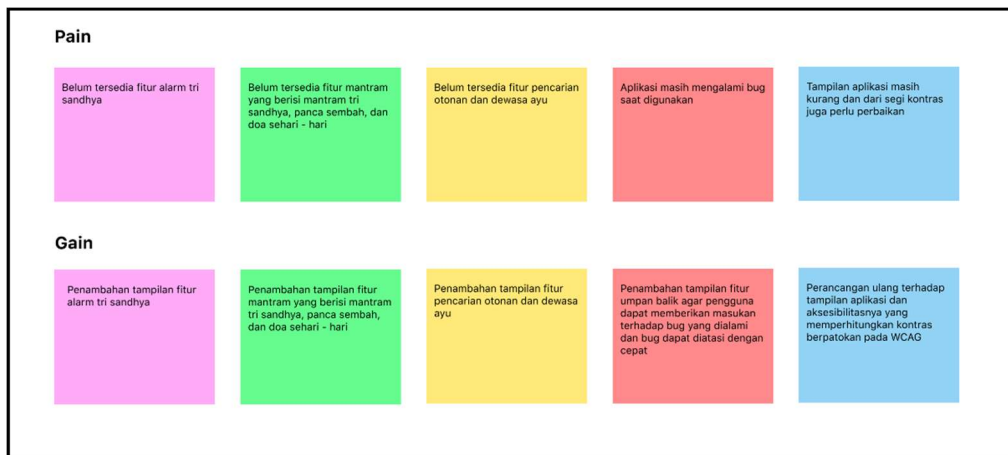 Pain
Belum tersedia fitur alarm tri
sandhya
Belum tersedia fitur mantram
yang berisi mantram tri
sandhya, panca sembah, dan
doa sehari - hari
Belum tersedia fitur pencarian
otonan dan dewasa ayu
Aplikasi masih mengalami bug
saat digunakan
Tampilan aplikasi masih
kurang dan dari segi kontras
juga perlu perbaikan
Gain
Penambahan tampilan fitur
alarm tri sandhya
Penambahan tampilan fitur
mantram yang berisi mantram
tri sandhya, panca sembah,
dan doa sehari - hari
Penambahan tampilan fitur
pencarian otonan dan dewasa
ayu
Penambahan tampilan fitur
umpan balik agar pengguna
dapat memberikan masukan
terhadap bug yang dialami
dan bug dapat diatasi dengan
cepat
Perancangan ulang terhadap
tampilan aplikasi dan
aksesibilitasnya yang
memperhitungkan kontras
berpatokan pada WCAG